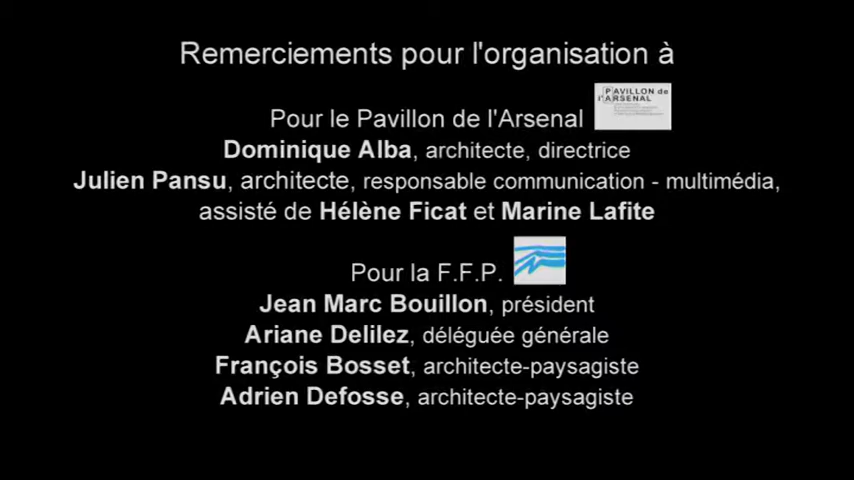 Remerciements pour l'organisation à
Pour le Pavillon de l'Arsenal
PAVILLON de
l'ARSENAL
Dominique Alba, architecte, directrice
Julien Pansu, architecte, responsable communication - multimédia,
assisté de Hélène Ficat et Marine Lafite
Pour la F.F.P.
Jean Marc Bouillon, président
Ariane Delilez, déléguée générale
François Bosset, architecte-paysagiste
Adrien Defosse, architecte-paysagiste